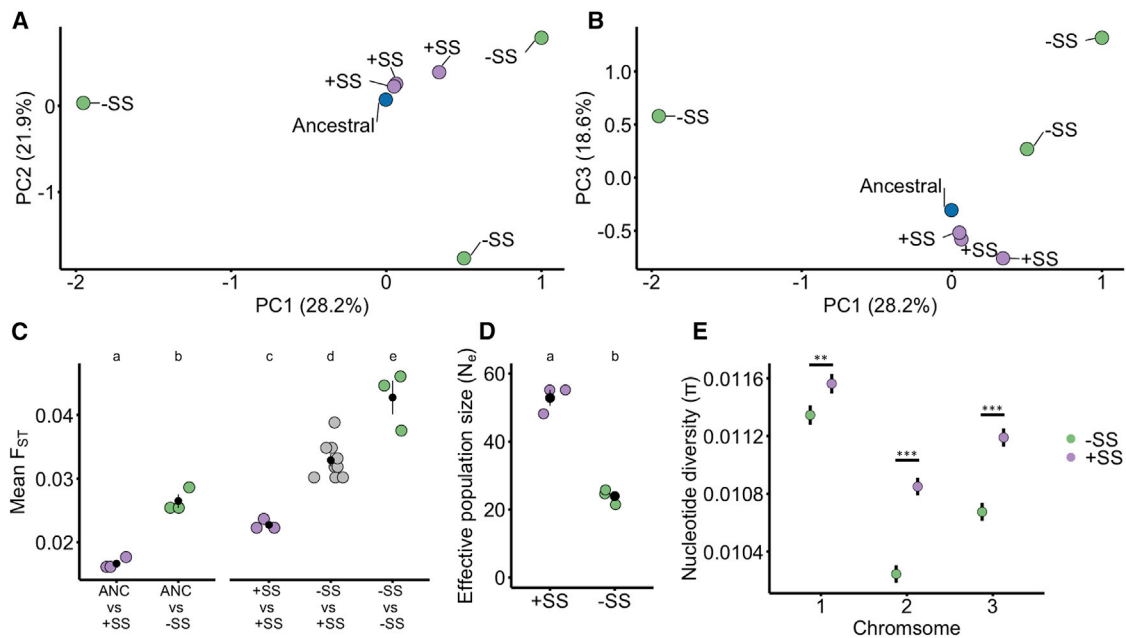 A
PC2 (21.9%)
0
-1
-2
-1
0
1
PC1 (28.2%)
-SS
+SS
+SS
+SS
-SS
Ancestral
-SS
B
PC3 (18.6%)
1.0
0.5
0.0
-0.5
-2
-1
0
1
PC1 (28.2%)
-SS
-SS
-SS
Ancestral
+SS
+SS
+SS
C
Mean FST
0.04
0.03
0.02
a
b
c
d
e
ANC vs +SS
ANC vs -SS
+SS vs +SS
-SS vs +SS
-SS vs -SS
D
Effective population size (Ne)
60
40
20
0
a
b
+SS
-SS
E
Nucleotide diversity (π)
0.0116
0.0112
0.0108
0.0104
**
***
***
1
2
3
Chromsome
-SS
+SS